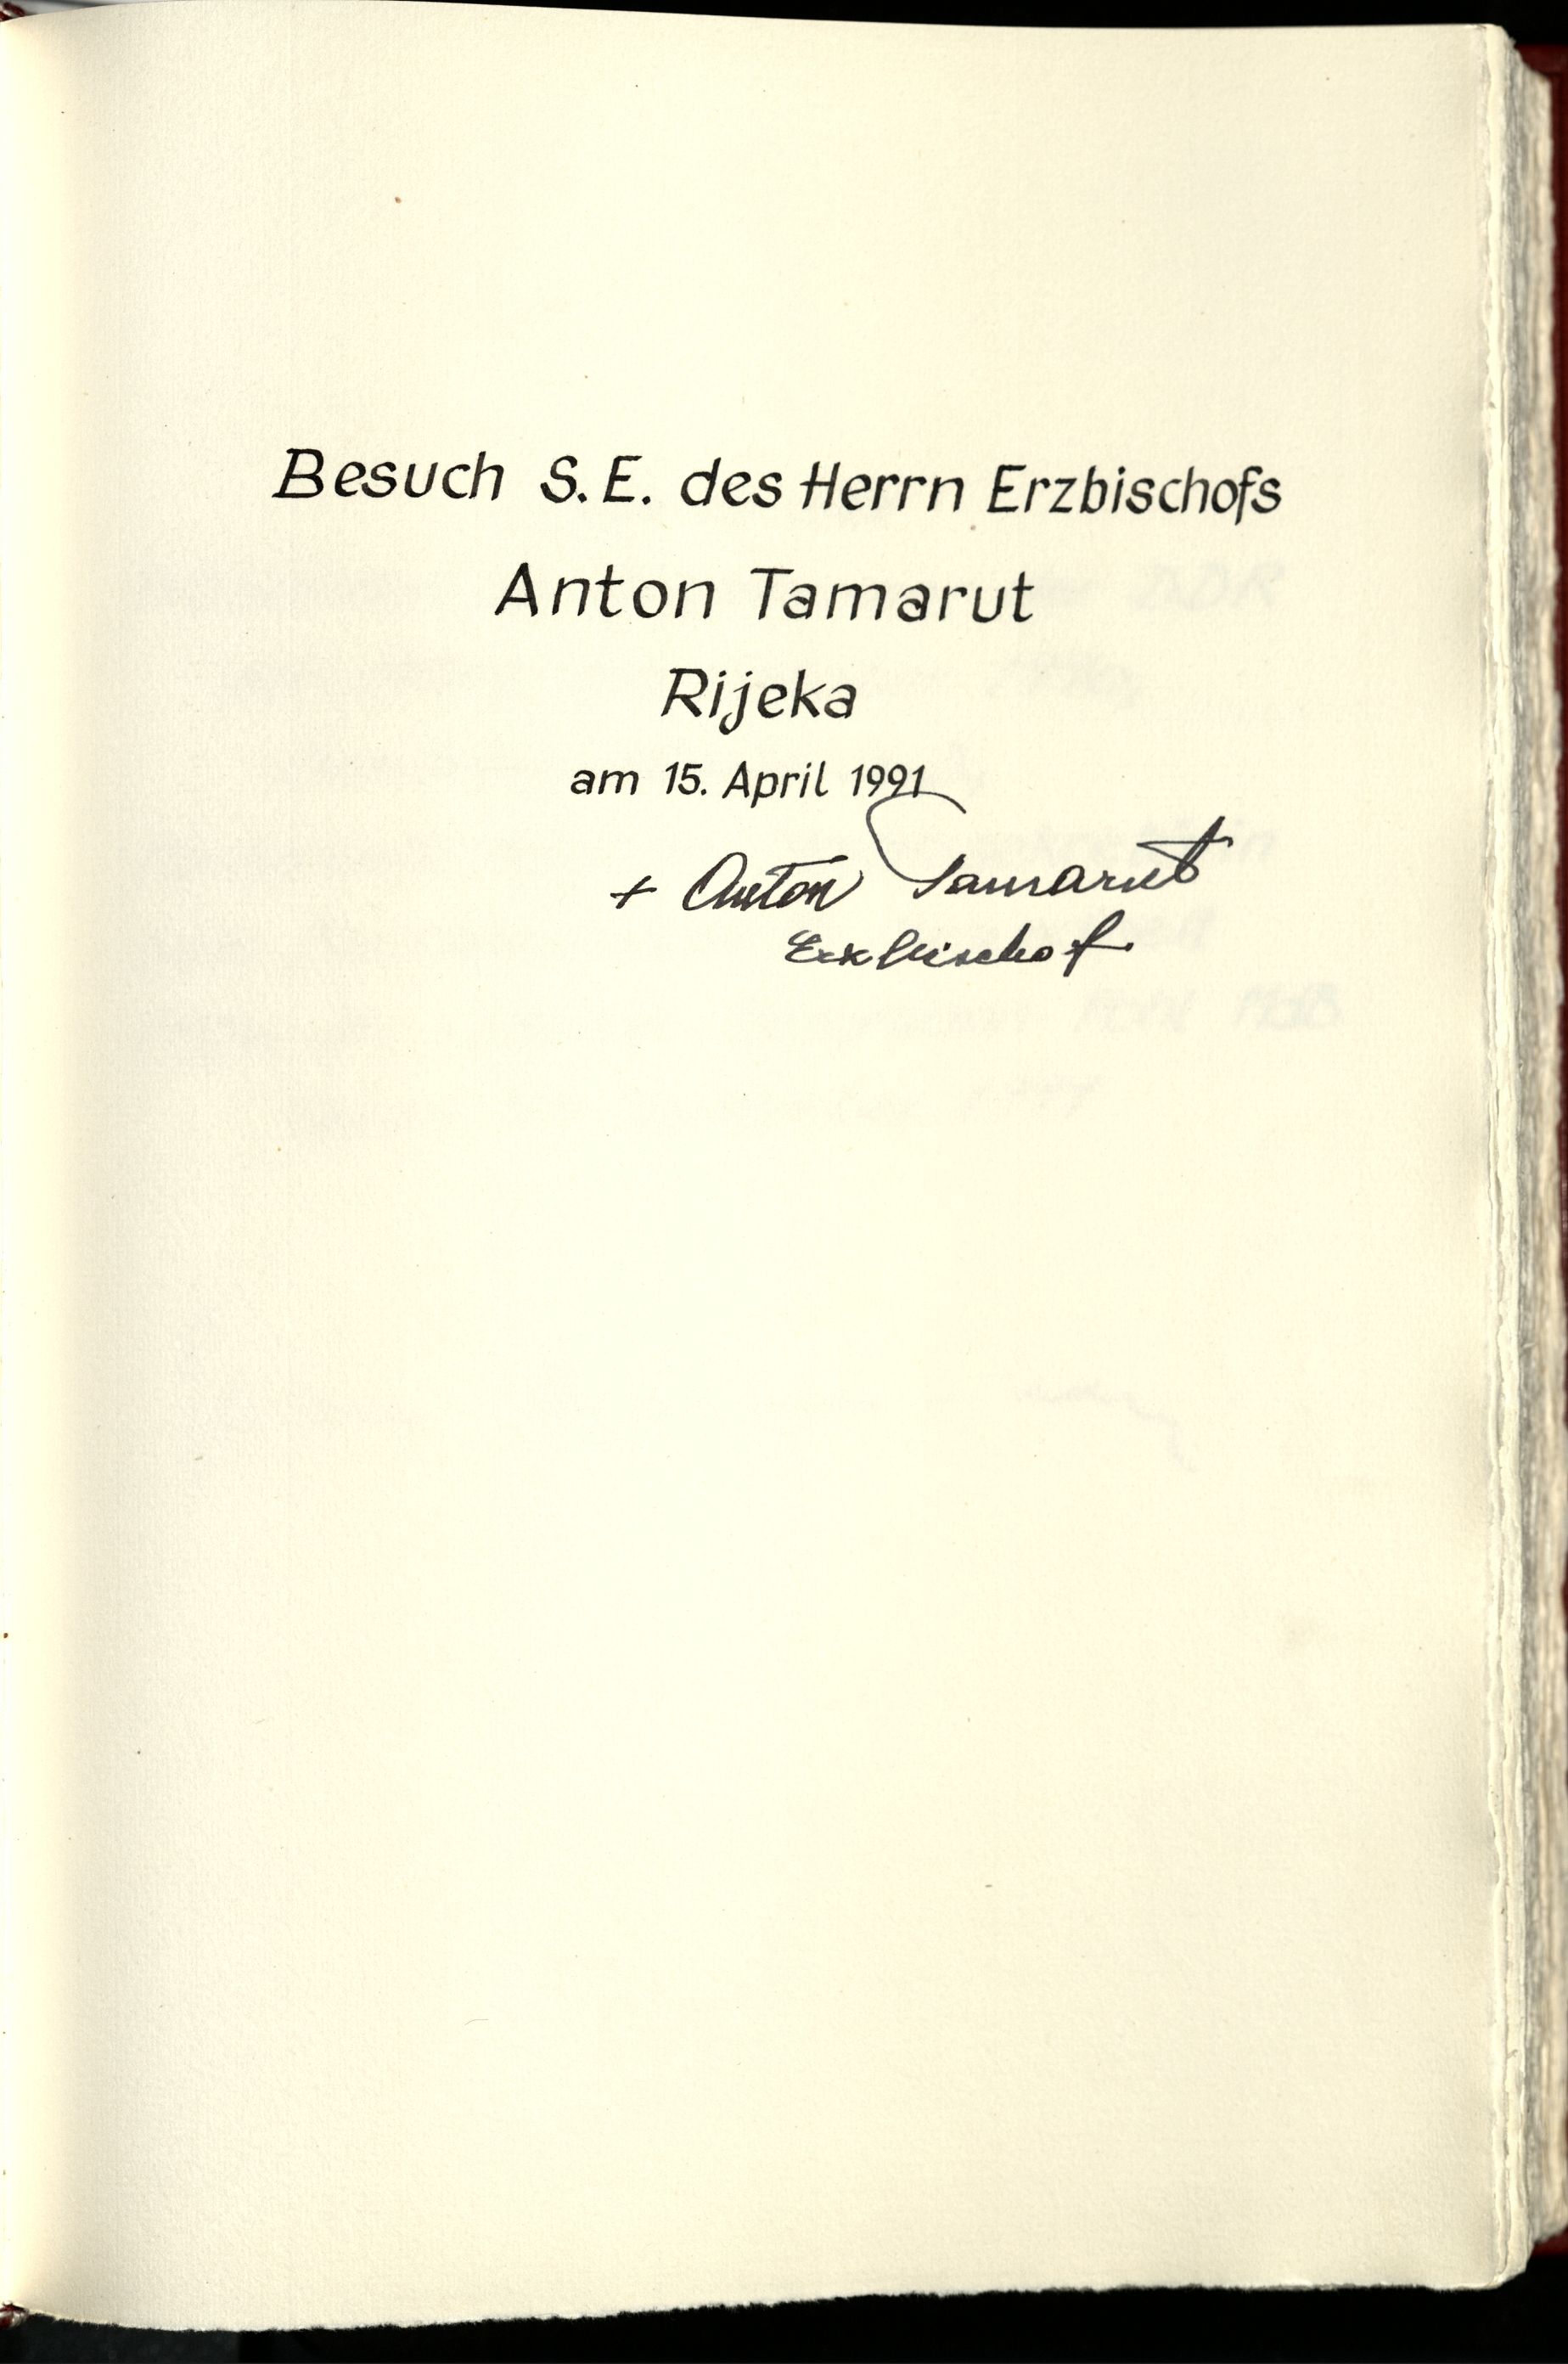 Besuch S.E. des Herrn Erzbischofs
Anton Tamarut
Rijeka
am 15. April 1991
+ Anton Tamarut
Erzbischof